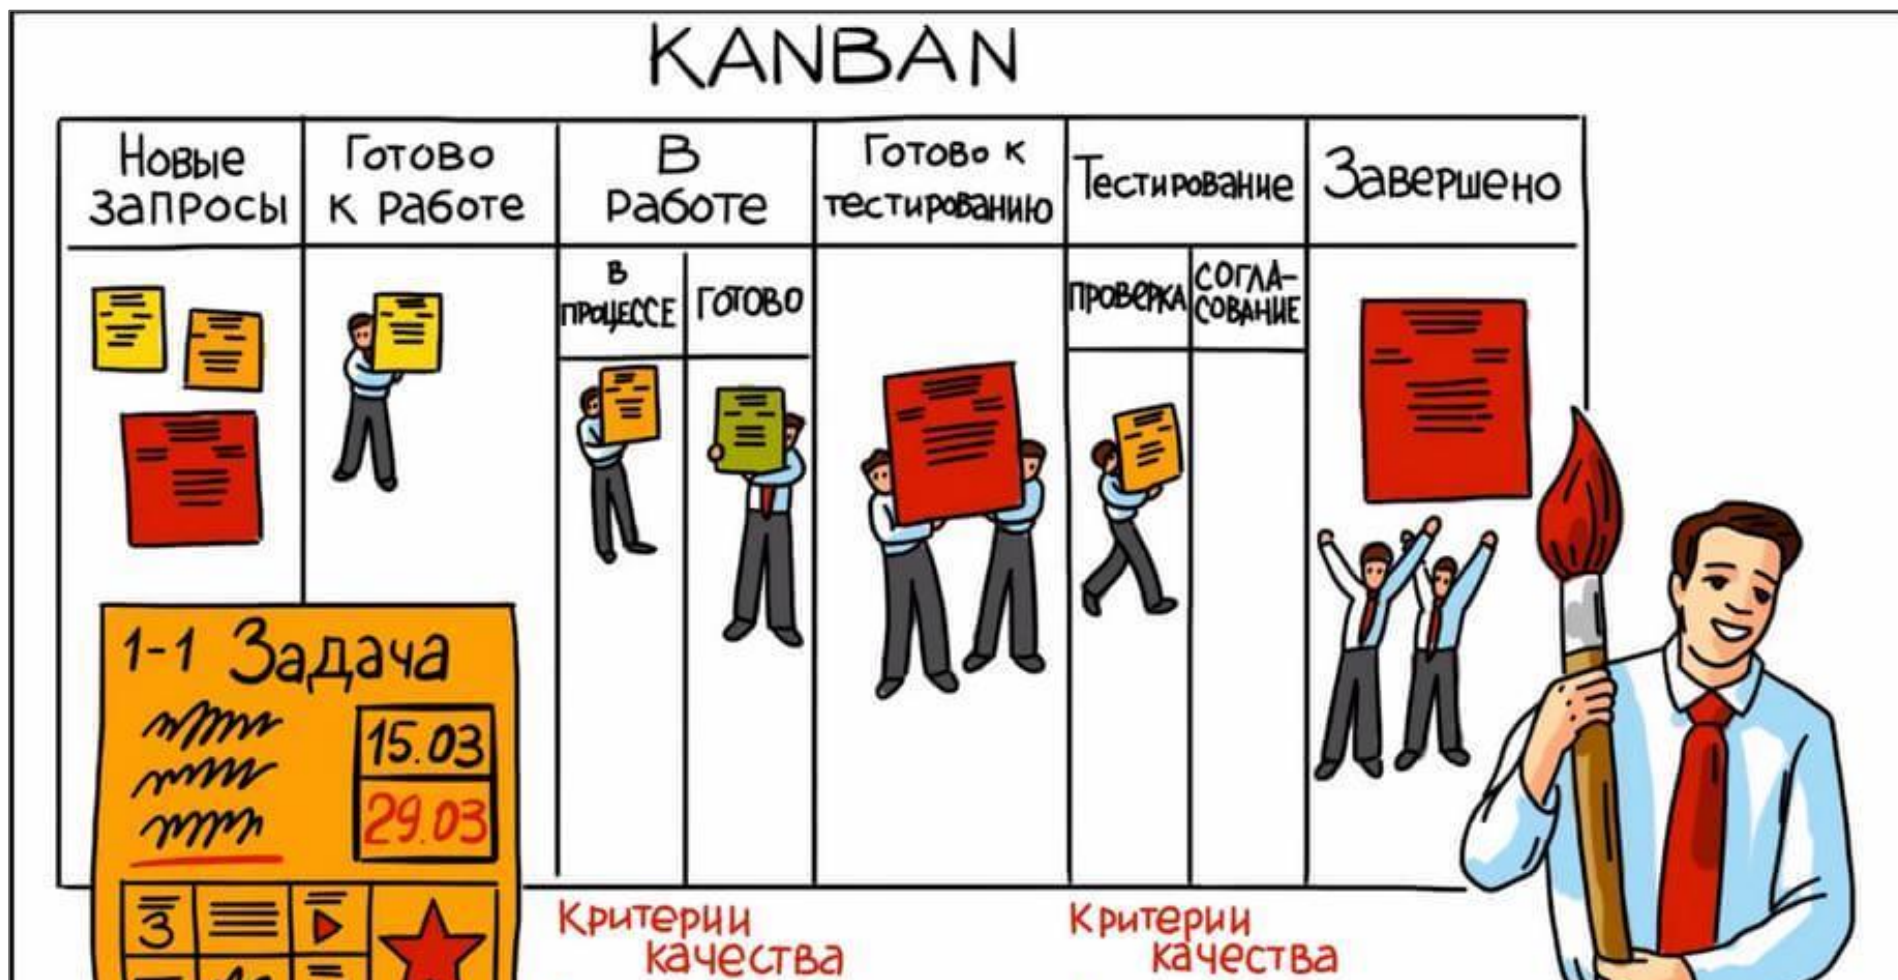 KANBAN
Новые
запросы
Готово
к работе
В
работе
Готово к
тестированию
Тестирование
Завершено
В
процессе
готово
проверка
согла-
сование
1-1 Задача
15.03
29.03
3
Критерии
качества
Критерии
качества